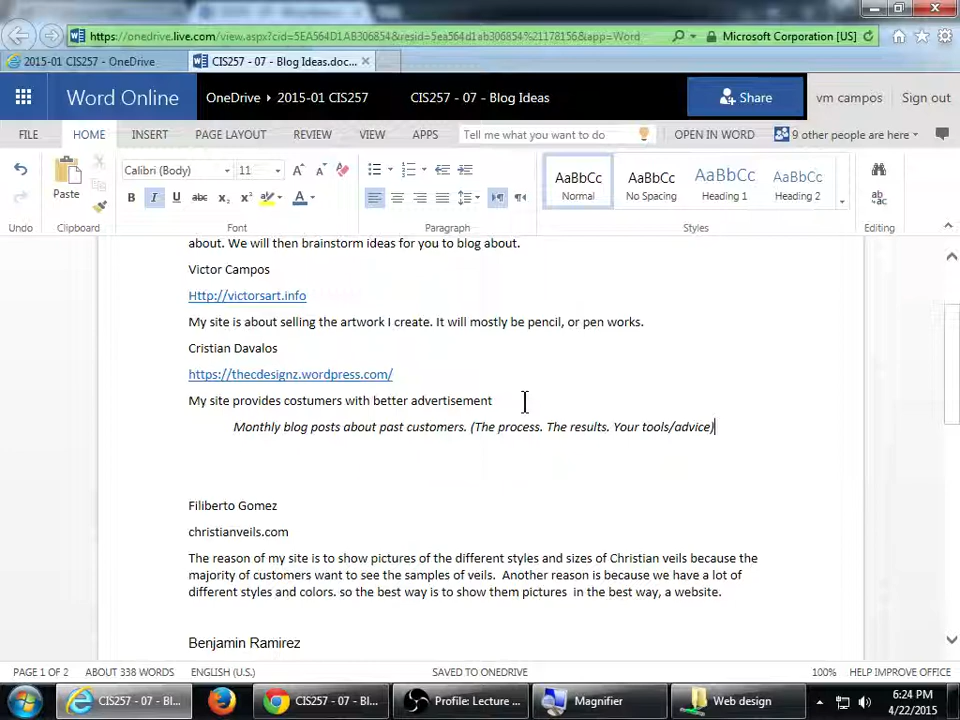 https://onedrive.live.com/view.aspx?cid=5EA564D1AB306854&resid=5ea564d1ab306854%21178156&app=Word
Microsoft Corporation [US]
2015-01 CIS257 - OneDrive
CIS257 - 07 - Blog Ideas.doc...
Word Online
OneDrive
2015-01 CIS257
CIS257 - 07 - Blog Ideas
Share
vm campos
Sign out
FILE
HOME
INSERT
PAGE LAYOUT
REVIEW
VIEW
APPS
Tell me what you want to do
OPEN IN WORD
9 other people are here
Calibri (Body)
11
Paste
B I U abc x₂ x² A
AaBbCc
AaBbCc
AaBbCc
AaBbCc
Normal
No Spacing
Heading 1
Heading 2
Undo
Clipboard
Font
Paragraph
Styles
Editing
about. We will then brainstorm ideas for you to blog about.
Victor Campos
Http://victorsart.info
My site is about selling the artwork I create. It will mostly be pencil, or pen works.
Cristian Davalos
https://thecdesignz.wordpress.com/
My site provides costumers with better advertisement
Monthly blog posts about past customers. (The process. The results. Your tools/advice)
Filiberto Gomez
christianveils.com
The reason of my site is to show pictures of the different styles and sizes of Christian veils because the
majority of customers want to see the samples of veils.  Another reason is because we have a lot of
different styles and colors. so the best way is to show them pictures  in the best way, a website.
Benjamin Ramirez
PAGE 1 OF 2
ABOUT 338 WORDS
ENGLISH (U.S.)
SAVED TO ONEDRIVE
100%
HELP IMPROVE OFFICE
CIS257 - 07 - Bl...
CIS257 - 07 - Bl...
Profile: Lecture ...
Magnifier
Web design
6:24 PM
4/22/2015